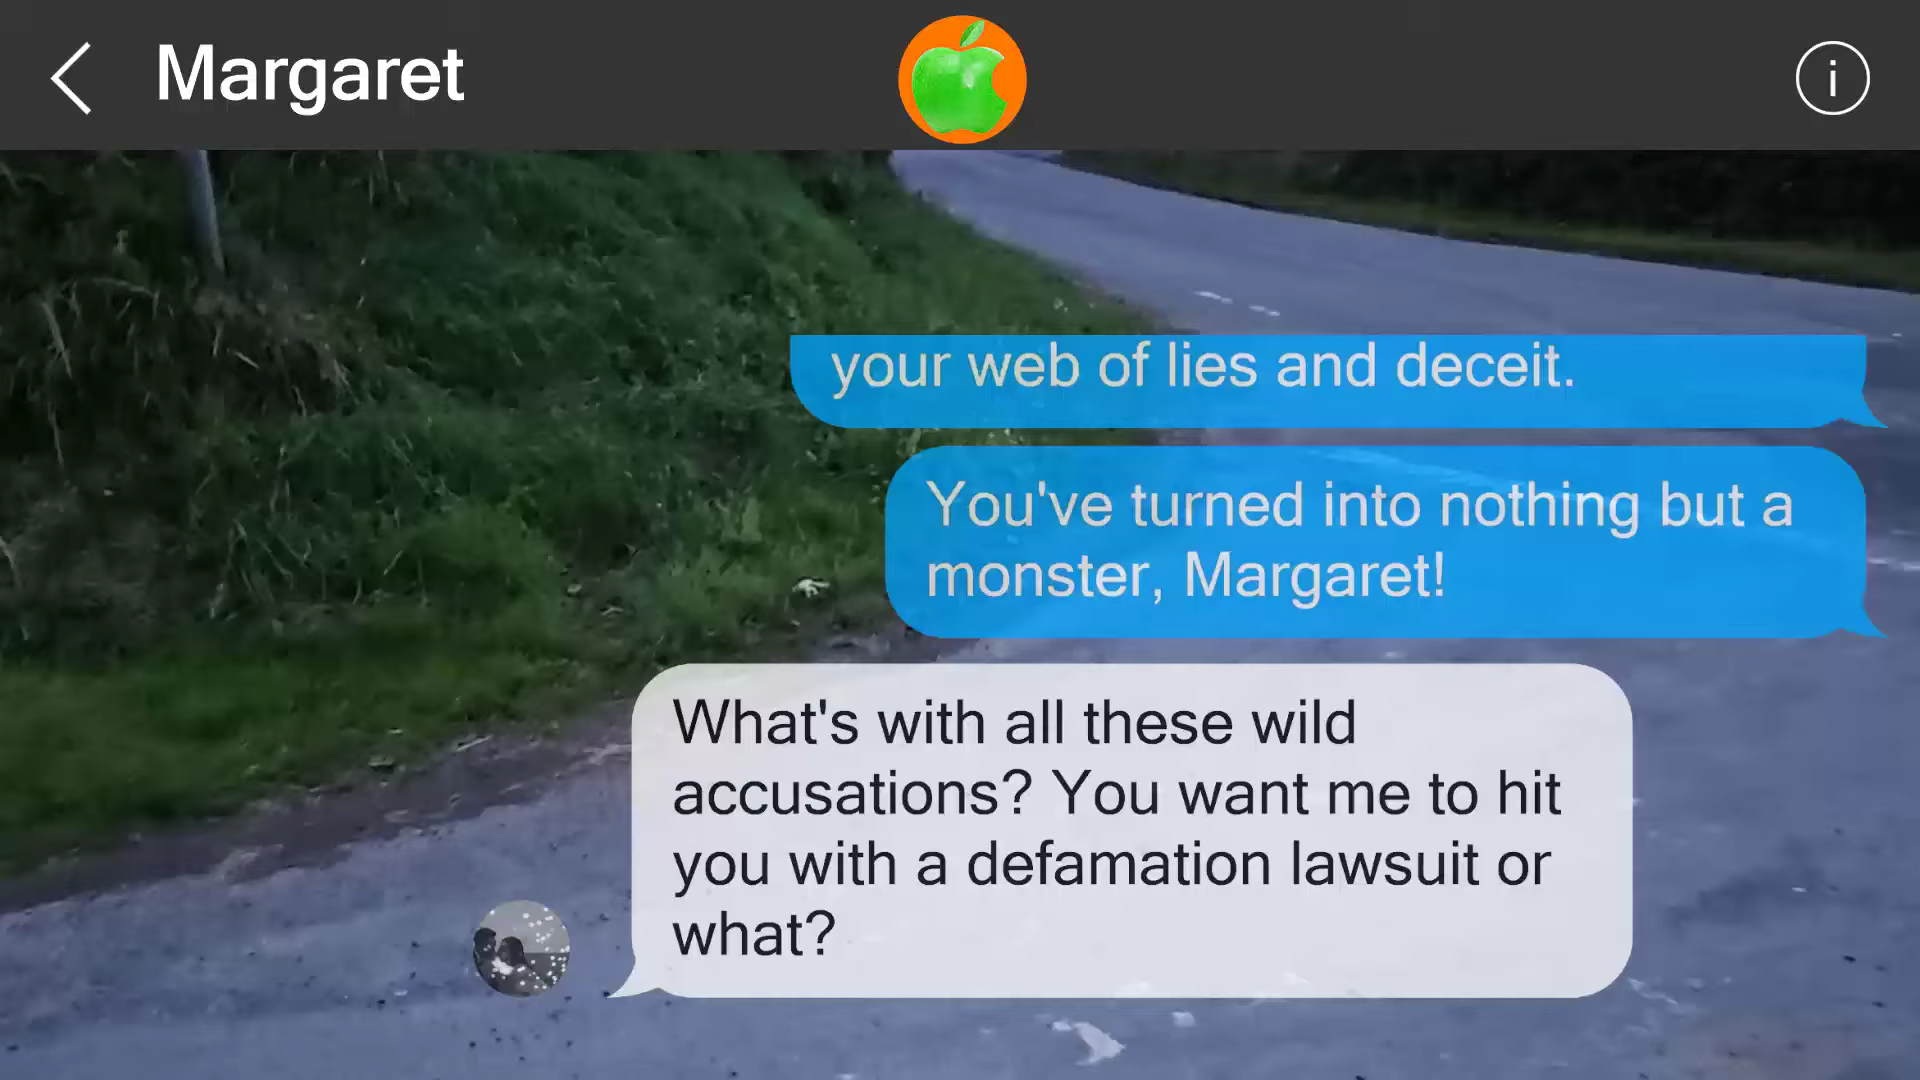 Margaret
i
your web of lies and deceit.
You've turned into nothing but a
monster, Margaret!
What's with all these wild
accusations? You want me to hit
you with a defamation lawsuit or
what?